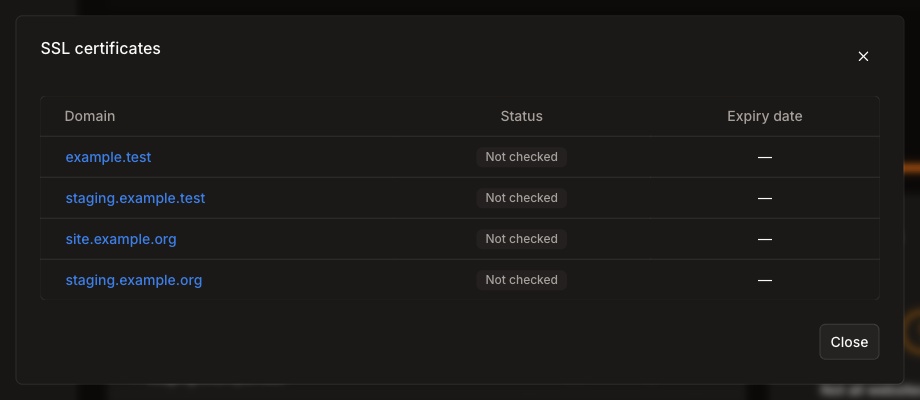 SSL certificates
Domain Status Expiry date
example.test Not checked —
staging.example.test Not checked —
site.example.org Not checked —
staging.example.org Not checked —
Close